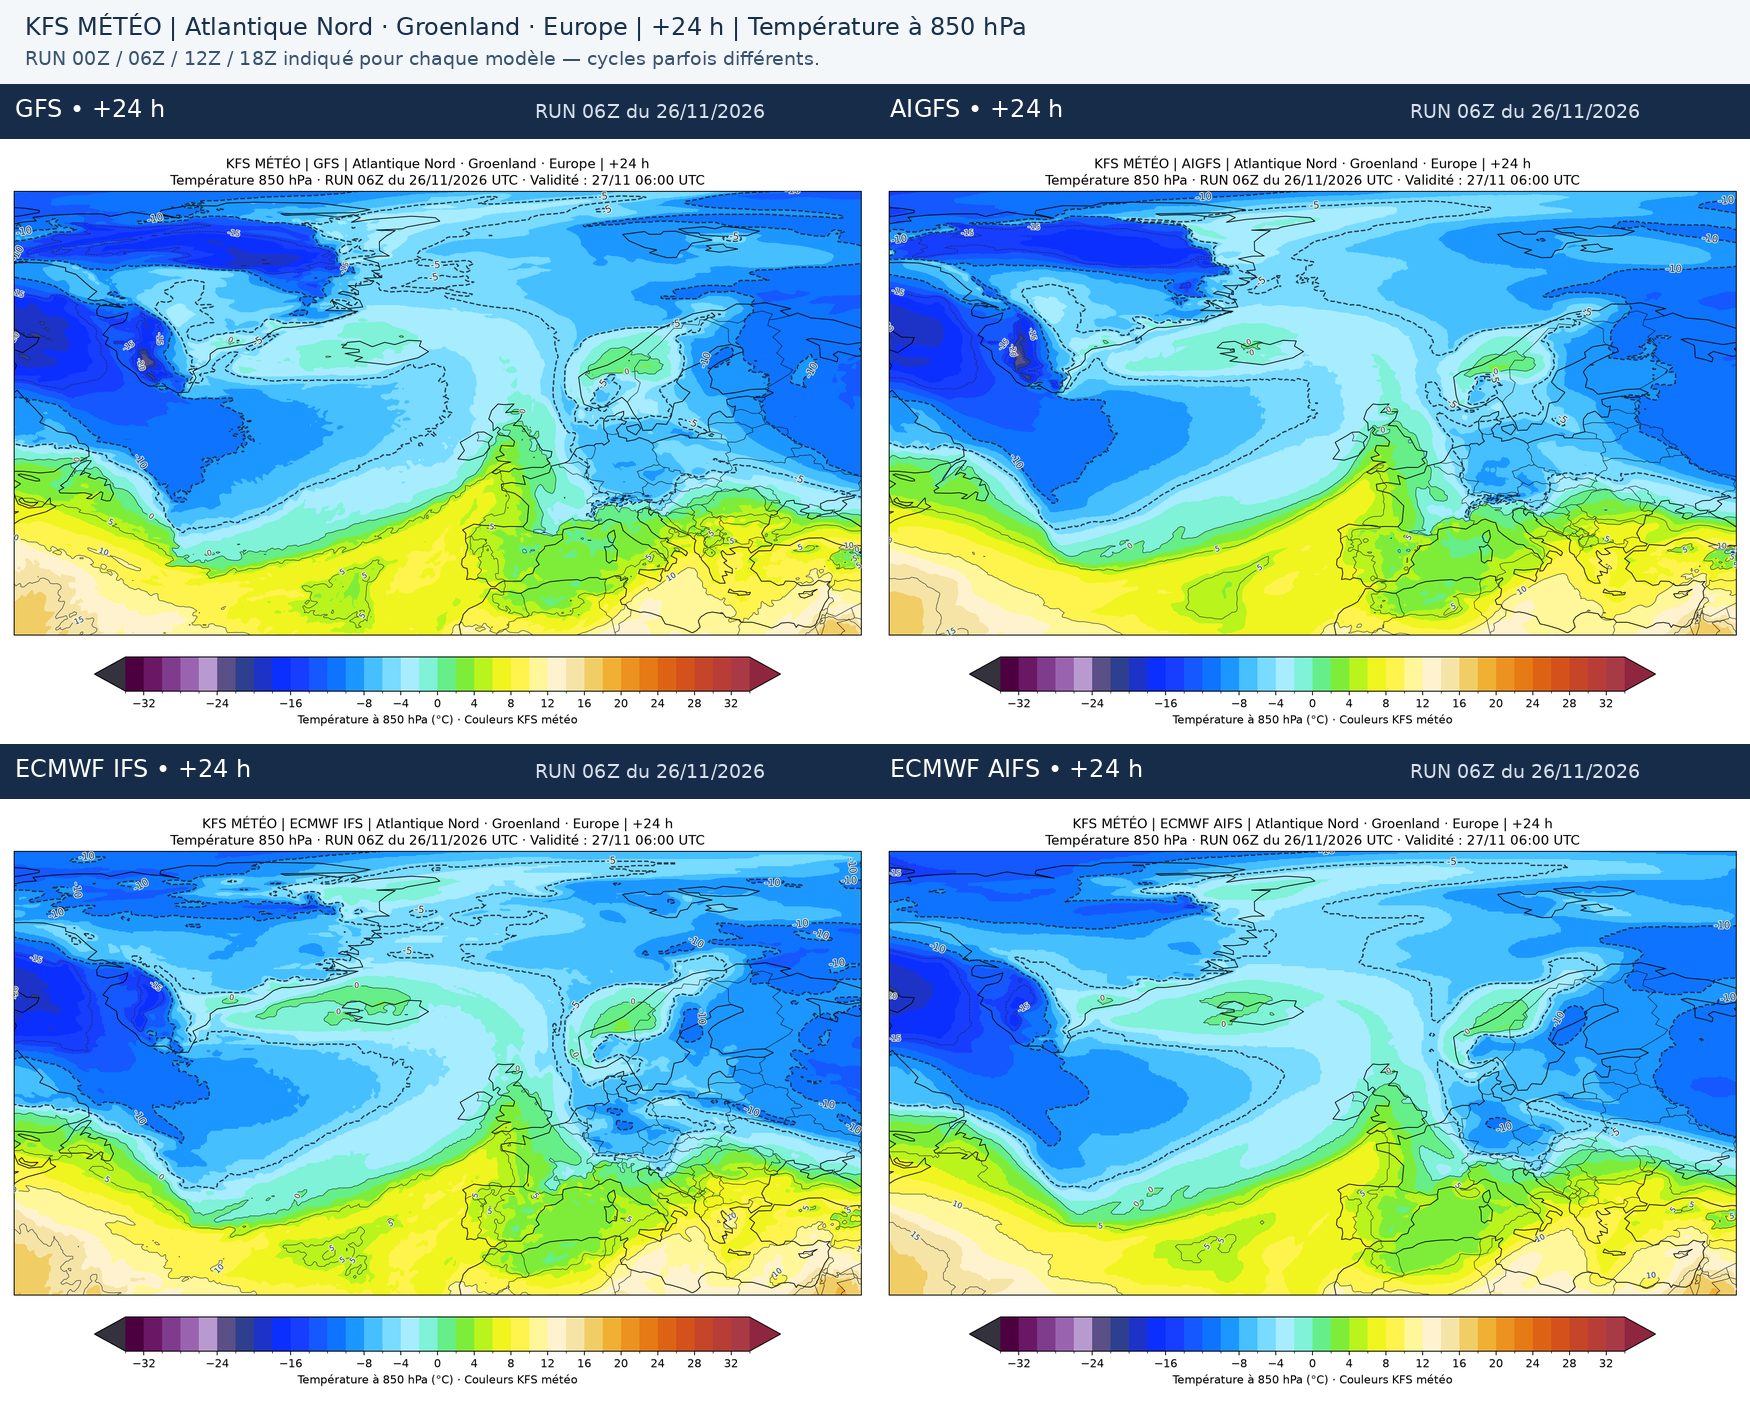 KFS MÉTÉO | Atlantique Nord · Groenland · Europe | +24 h | Température à 850 hPa
RUN 00Z / 06Z / 12Z / 18Z indiqué pour chaque modèle — cycles parfois différents.
GFS • +24 h
RUN 06Z du 26/11/2026
KFS MÉTÉO | GFS | Atlantique Nord · Groenland · Europe | +24 h
Température 850 hPa · RUN 06Z du 26/11/2026 UTC · Validité : 27/11 06:00 UTC
−32 −24 −16 −8 −4 0 4 8 12 16 20 24 28 32
Température à 850 hPa (°C) · Couleurs KFS météo
AIGFS • +24 h
RUN 06Z du 26/11/2026
KFS MÉTÉO | AIGFS | Atlantique Nord · Groenland · Europe | +24 h
Température 850 hPa · RUN 06Z du 26/11/2026 UTC · Validité : 27/11 06:00 UTC
−32 −24 −16 −8 −4 0 4 8 12 16 20 24 28 32
Température à 850 hPa (°C) · Couleurs KFS météo
ECMWF IFS • +24 h
RUN 06Z du 26/11/2026
KFS MÉTÉO | ECMWF IFS | Atlantique Nord · Groenland · Europe | +24 h
Température 850 hPa · RUN 06Z du 26/11/2026 UTC · Validité : 27/11 06:00 UTC
−32 −24 −16 −8 −4 0 4 8 12 16 20 24 28 32
Température à 850 hPa (°C) · Couleurs KFS météo
ECMWF AIFS • +24 h
RUN 06Z du 26/11/2026
KFS MÉTÉO | ECMWF AIFS | Atlantique Nord · Groenland · Europe | +24 h
Température 850 hPa · RUN 06Z du 26/11/2026 UTC · Validité : 27/11 06:00 UTC
−32 −24 −16 −8 −4 0 4 8 12 16 20 24 28 32
Température à 850 hPa (°C) · Couleurs KFS météo